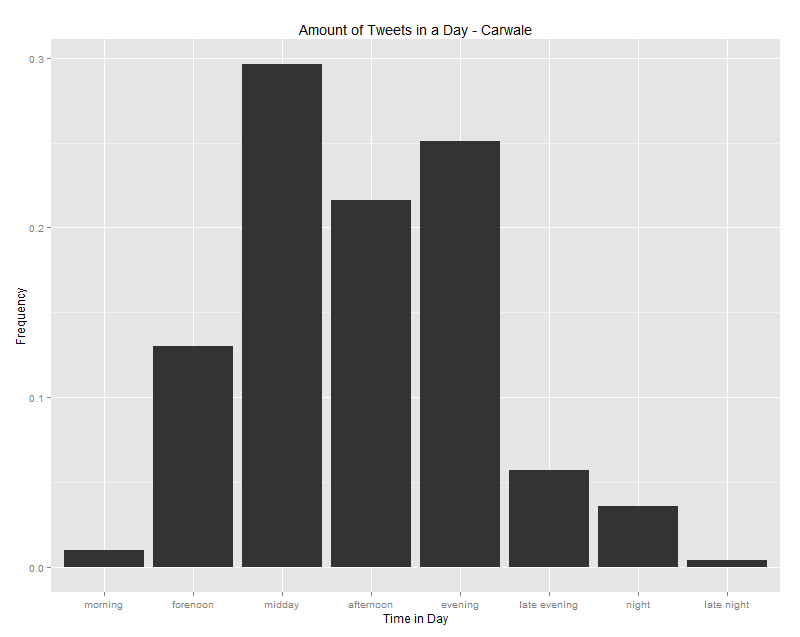 Amount of Tweets in a Day - Carwale
0.3
0.2
0.1
0.0
Frequency
morning forenoon midday afternoon evening late evening night late night
Time in Day